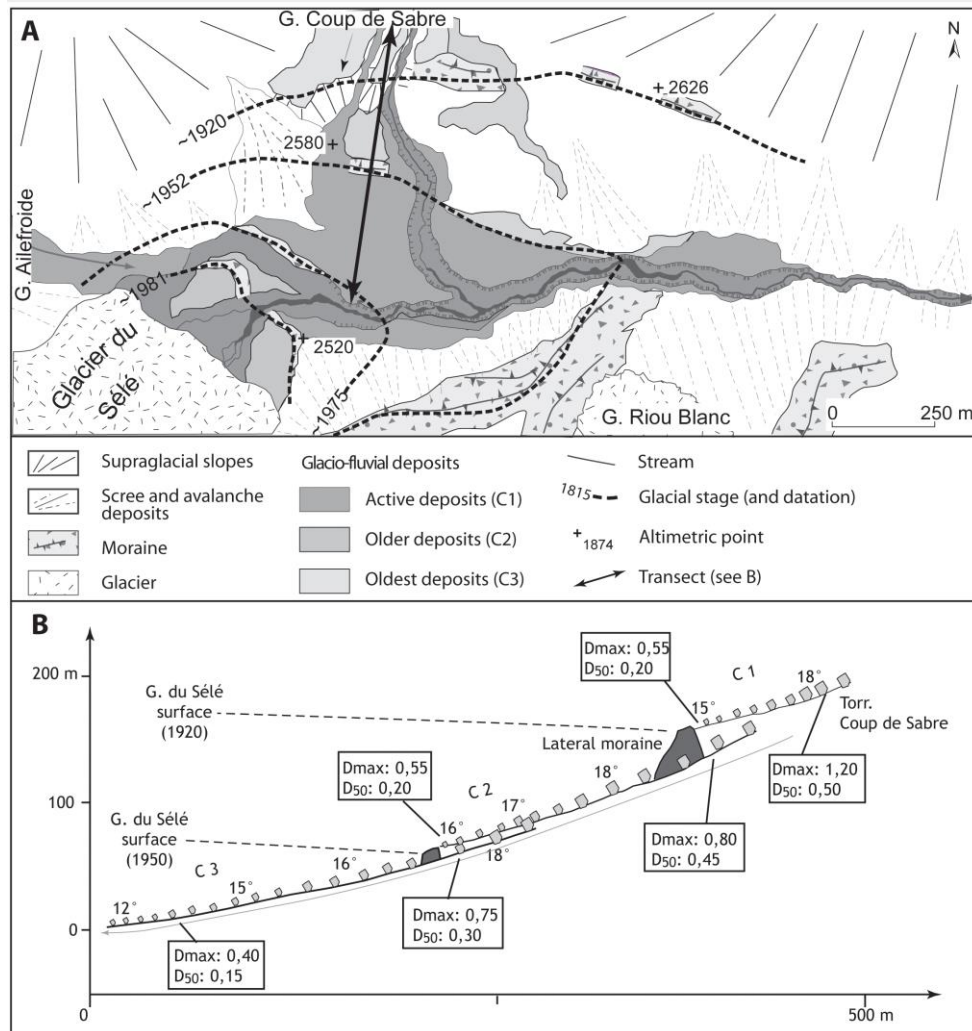 A
G. Coup de Sabre
N
~1920
2626
2580
~1952
G. Ailefroide
~1981
2520
Glacier du
Sélé
~1975
G. Riou Blanc
0 250 m
Supraglacial slopes
Scree and avalanche
deposits
Moraine
Glacier
Glacio-fluvial deposits
Active deposits (C1)
Older deposits (C2)
Oldest deposits (C3)
Stream
1815 Glacial stage (and datation)
1874 Altimetric point
Transect (see B)
B
200 m
100
0
G. du Sélé
surface
(1920)
Dmax: 0,55
D50: 0,20
C 1
15°
18°
Torr.
Coup de Sabre
Lateral moraine
Dmax: 0,55
D50: 0,20
C 2
16°
17°
18°
Dmax: 1,20
D50: 0,50
G. du Sélé
surface
(1950)
18°
Dmax: 0,80
D50: 0,45
C 3
12°
15°
16°
Dmax: 0,75
D50: 0,30
Dmax: 0,40
D50: 0,15
0
500 m